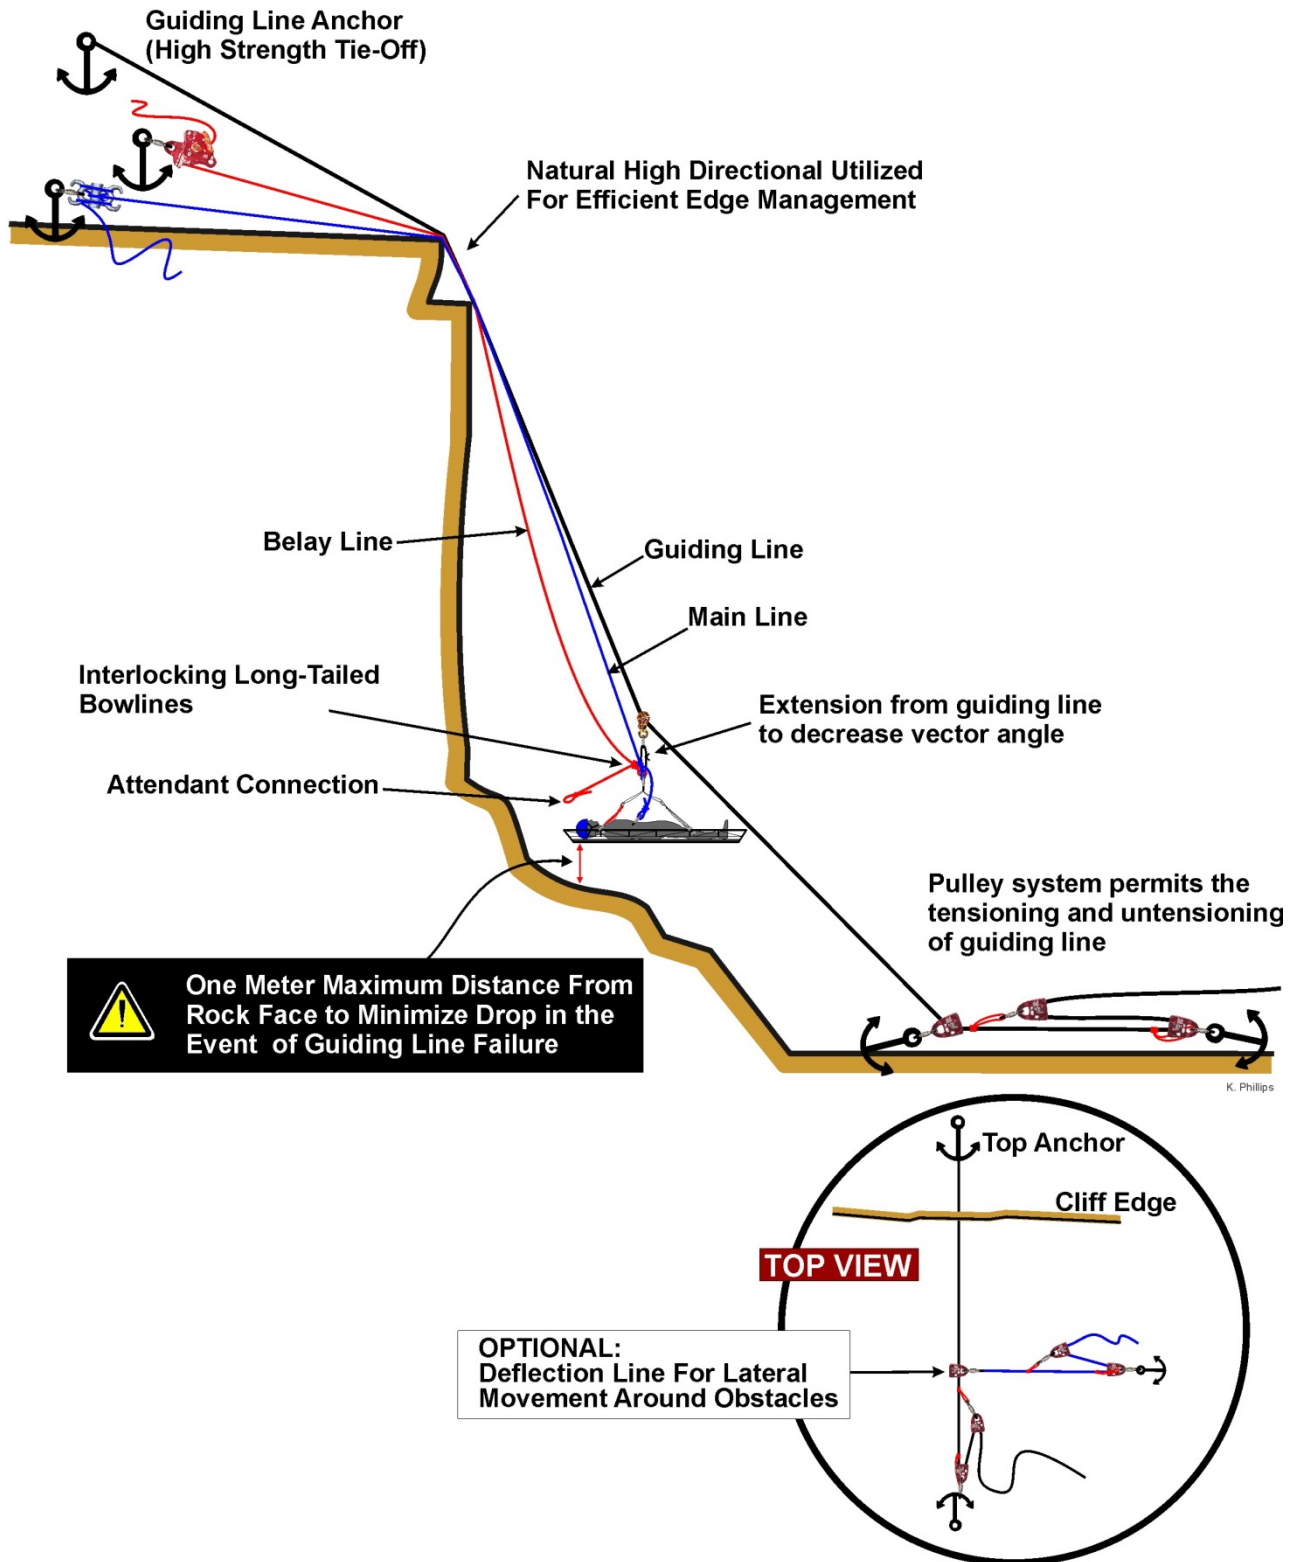 Guiding Line Anchor
(High Strength Tie-Off)
Natural High Directional Utilized
For Efficient Edge Management
Belay Line
Guiding Line
Main Line
Interlocking Long-Tailed
Bowlines
Extension from guiding line
to decrease vector angle
Attendant Connection
Pulley system permits the
tensioning and untensioning
of guiding line
One Meter Maximum Distance From
Rock Face to Minimize Drop in the
Event of Guiding Line Failure
K. Phillips
Top Anchor
Cliff Edge
TOP VIEW
OPTIONAL:
Deflection Line For Lateral
Movement Around Obstacles